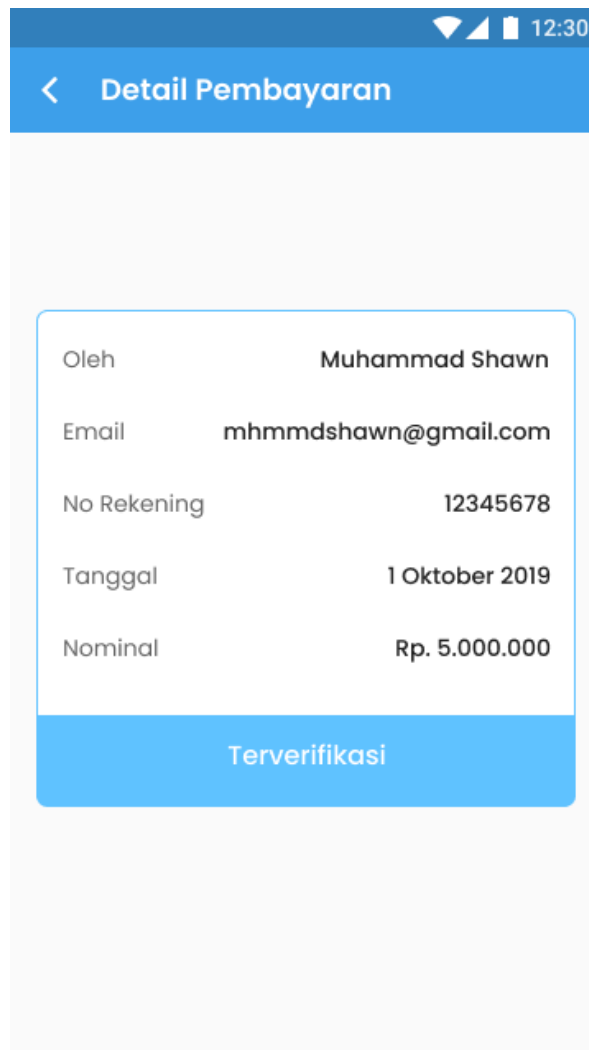 12:30
Detail Pembayaran
Oleh Muhammad Shawn
Email mhmmdshawn@gmail.com
No Rekening 12345678
Tanggal 1 Oktober 2019
Nominal Rp. 5.000.000
Terverifikasi